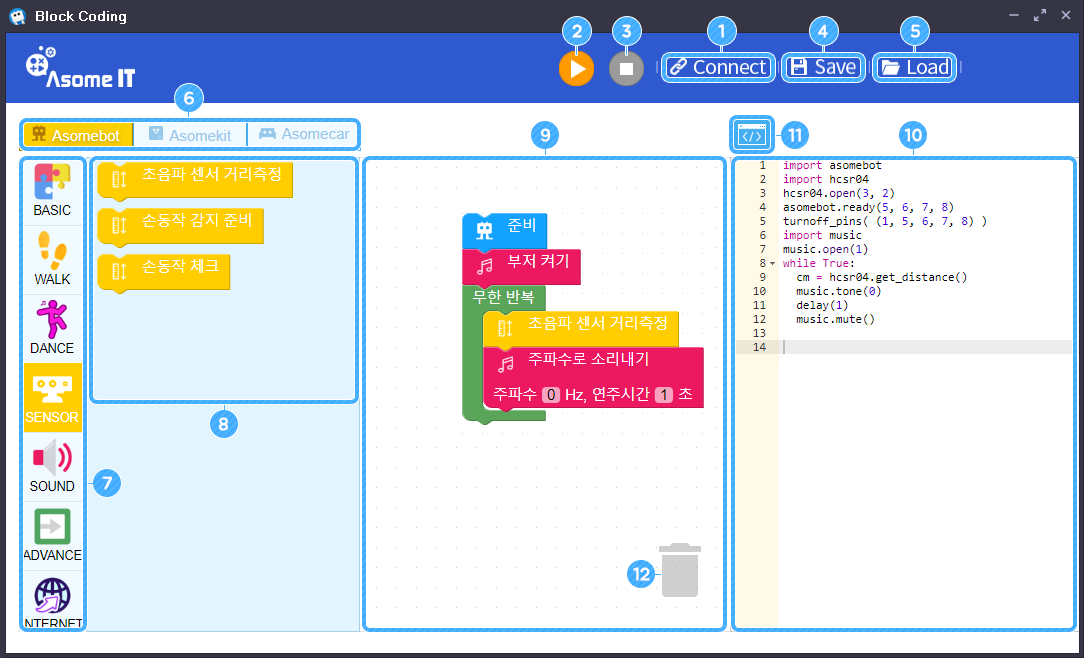 Block Coding
Asome IT
2
3
1
4
5
Connect
Save
Load
6
Asomebot
Asomekit
Asomecar
9
11
10
BASIC
WALK
DANCE
SENSOR
SOUND
ADVANCE
INTERNET
7
초음파 센서 거리측정
손동작 감지 준비
손동작 체크
8
준비
부저 켜기
무한 반복
초음파 센서 거리측정
주파수로 소리내기
주파수 0 Hz, 연주시간 1 초
12
1 import asomebot
2 import hcsr04
3 hcsr04.open(3, 2)
4 asomebot.ready(5, 6, 7, 8)
5 turnoff_pins( (1, 5, 6, 7, 8) )
6 import music
7 music.open(1)
8 while True:
9 cm = hcsr04.get_distance()
10 music.tone(0)
11 delay(1)
12 music.mute()
13
14